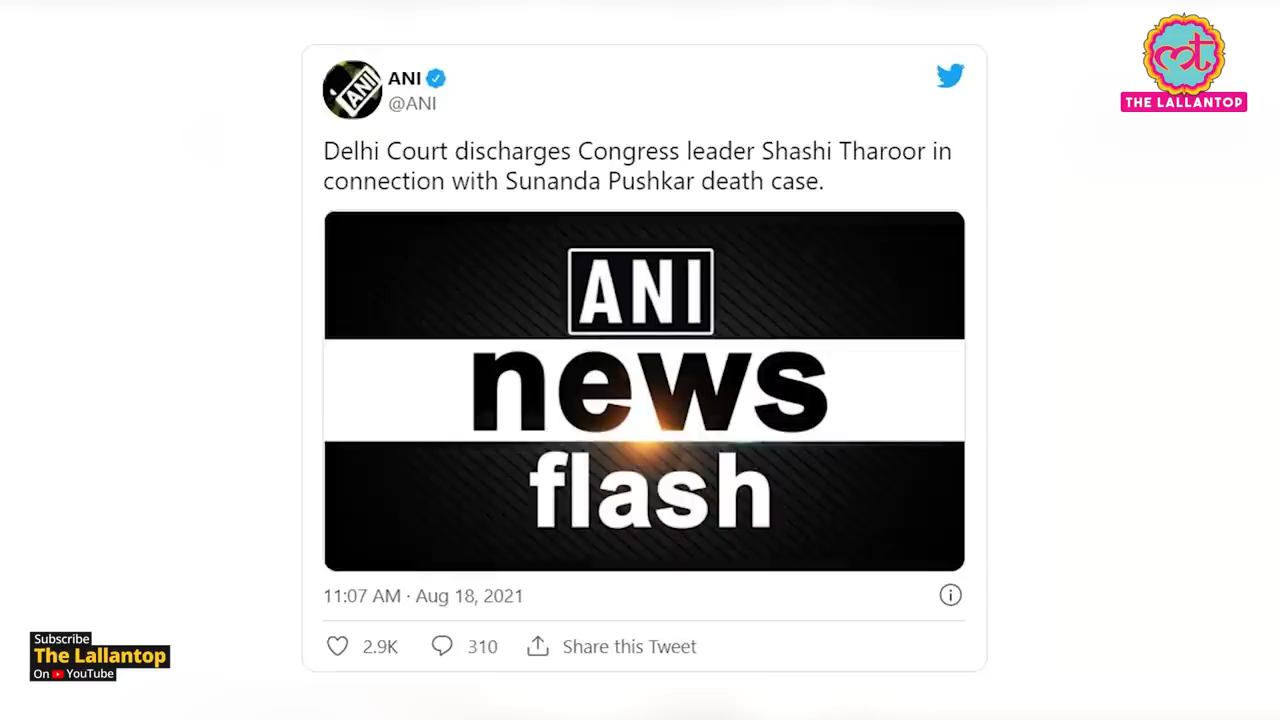 ANI
@ANI
ANI
THE LALLANTOP
Delhi Court discharges Congress leader Shashi Tharoor in
connection with Sunanda Pushkar death case.
ANI
news
flash
11:07 AM · Aug 18, 2021
2.9K 310 Share this Tweet
Subscribe
The Lallantop
On YouTube